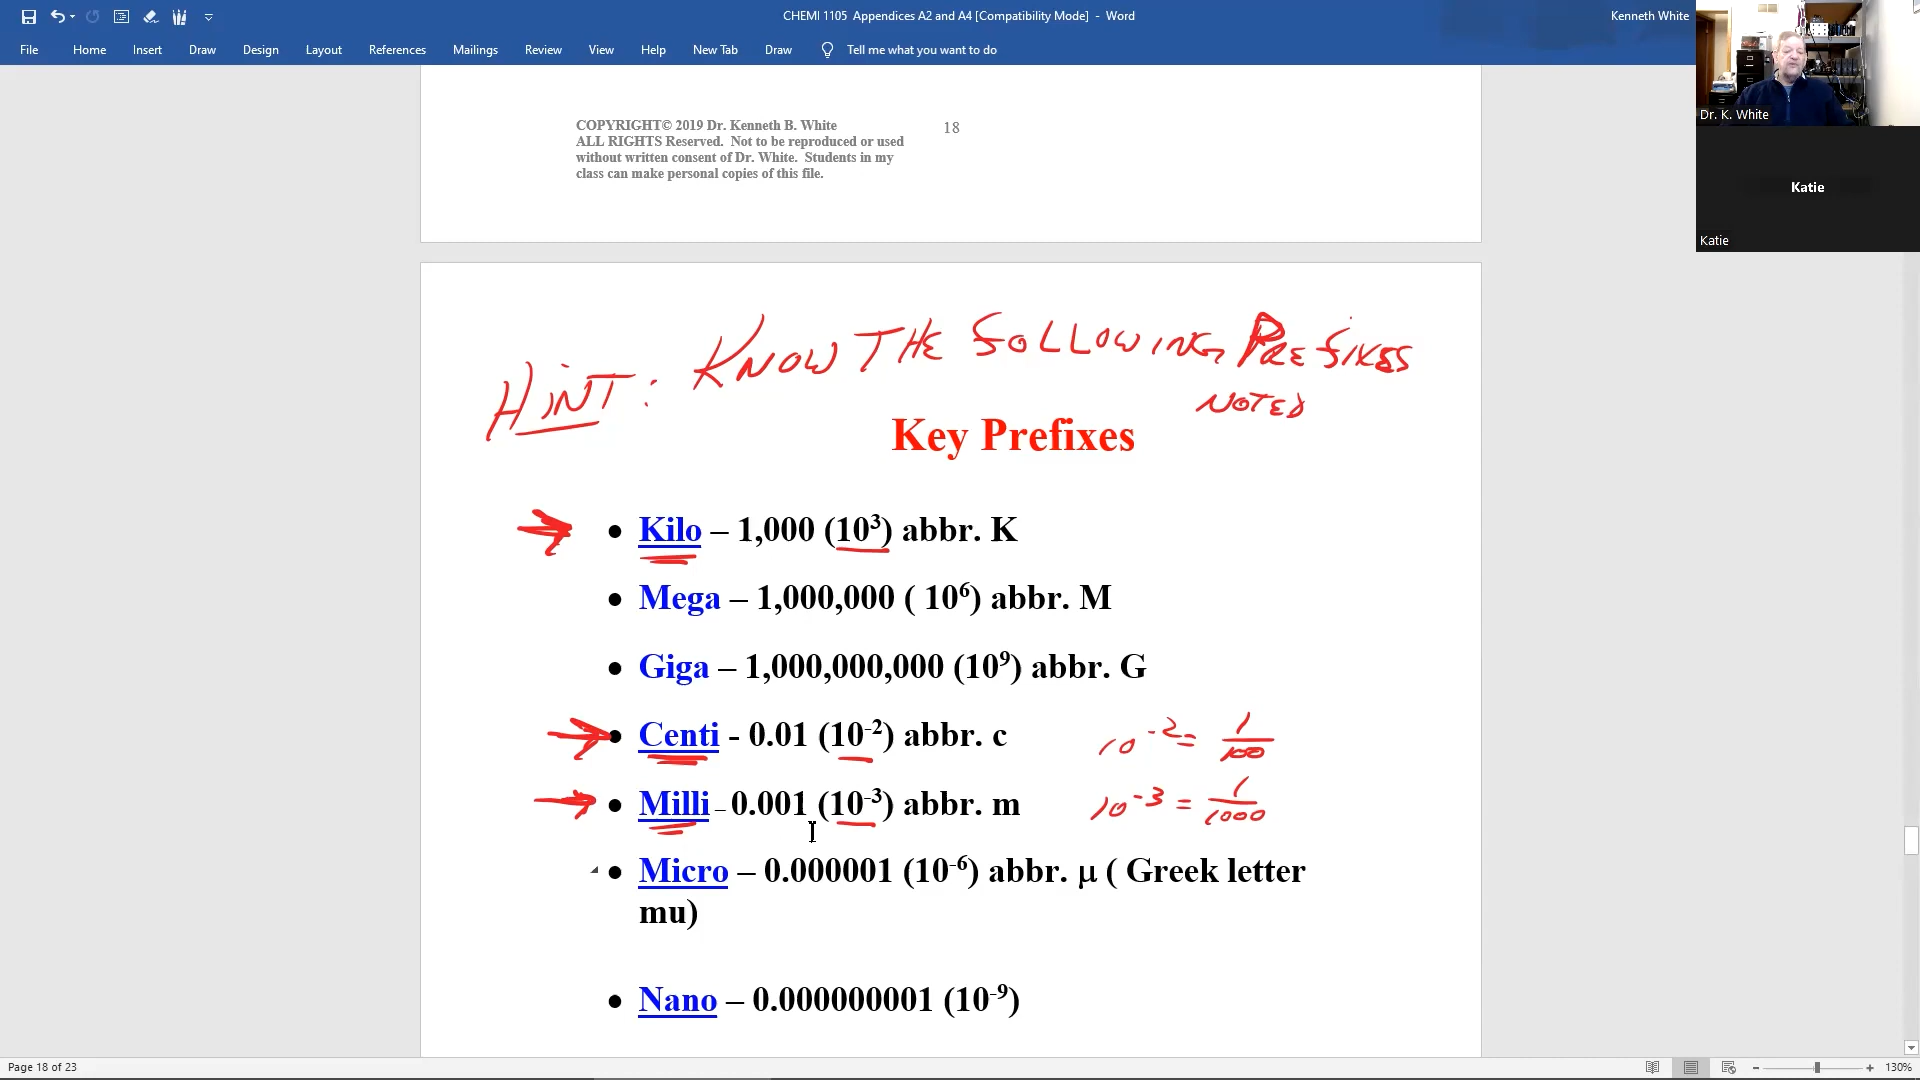 CHEMI 1105 Appendices A2 and A4 [Compatibility Mode] - Word
Kenneth White
File Home Insert Draw Design Layout References Mailings Review View Help New Tab Draw Tell me what you want to do
Dr. K. White
Katie
Katie
COPYRIGHT© 2019 Dr. Kenneth B. White
18
ALL RIGHTS Reserved. Not to be reproduced or used
without written consent of Dr. White. Students in my
class can make personal copies of this file.
HINT: KNOW THE FOLLOWING PREFIXES
NOTED
Key Prefixes
• Kilo – 1,000 (10³) abbr. K
• Mega – 1,000,000 ( 10⁶) abbr. M
• Giga – 1,000,000,000 (10⁹) abbr. G
• Centi - 0.01 (10⁻²) abbr. c 10⁻² = 1/100
• Milli – 0.001 (10⁻³) abbr. m 10⁻³ = 1/1000
• Micro – 0.000001 (10⁻⁶) abbr. μ ( Greek letter
mu)
• Nano – 0.000000001 (10⁻⁹)
Page 18 of 23
130%